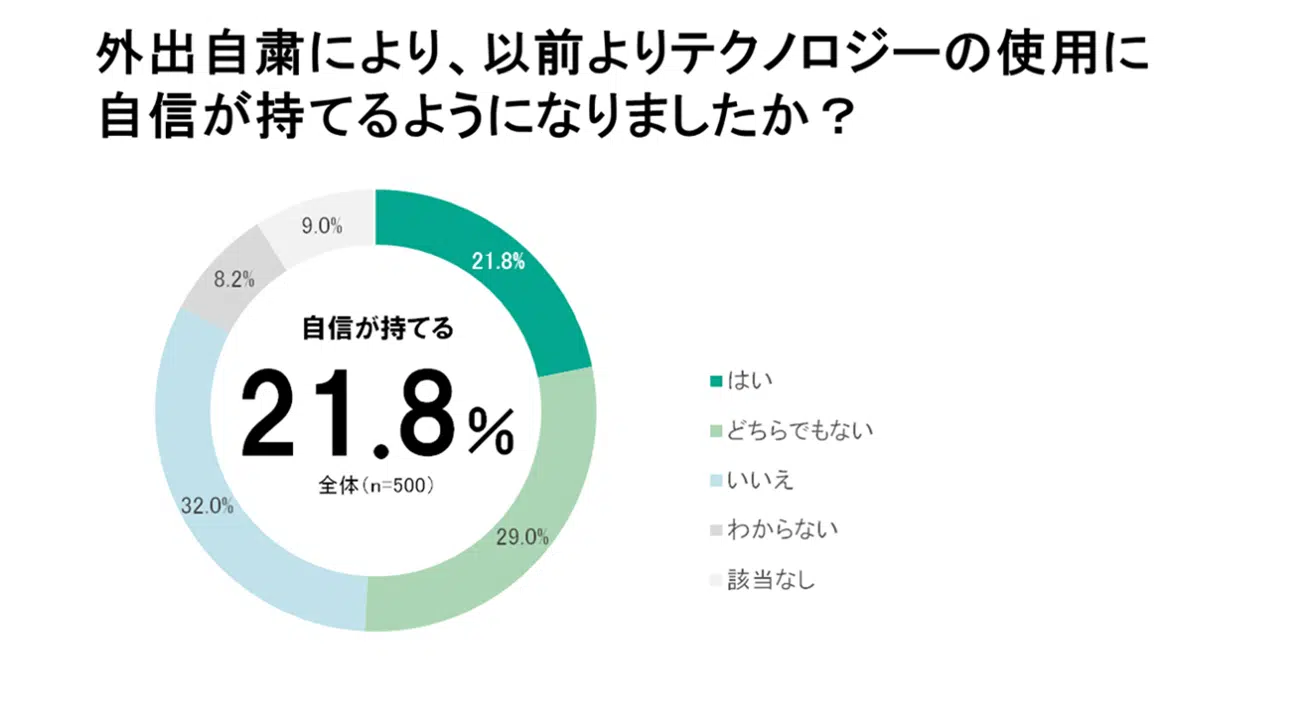 外出自粛により、以前よりテクノロジーの使用に
自信が持てるようになりましたか？
9.0%
21.8%
8.2%
自信が持てる
21.8%
全体（n=500）
32.0%
29.0%
はい
どちらでもない
いいえ
わからない
該当なし